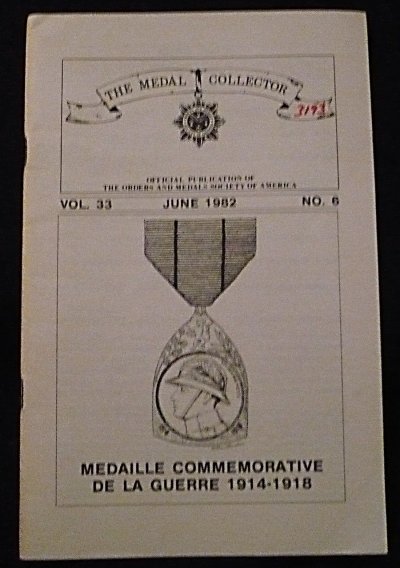 THE MEDAL COLLECTOR
3193
OFFICIAL PUBLICATION OF
THE ORDERS AND MEDALS SOCIETY OF AMERICA
VOL. 33 JUNE 1982 NO. 6
MEDAILLE COMMEMORATIVE
DE LA GUERRE 1914-1918